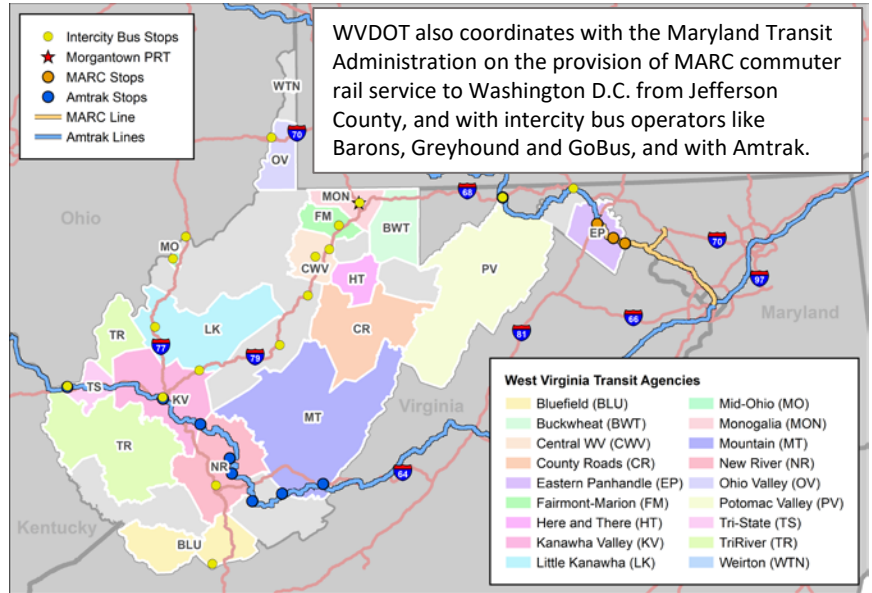 Intercity Bus Stops
Morgantown PRT
MARC Stops
Amtrak Stops
MARC Line
Amtrak Lines
WVDOT also coordinates with the Maryland Transit
Administration on the provision of MARC commuter
rail service to Washington D.C. from Jefferson
County, and with intercity bus operators like
Barons, Greyhound and GoBus, and with Amtrak.
WTN
70
OV
Ohio
MON
68
FM
BWT
EP
MO
70
CWV
PV
HT
97
Maryland
LK
CR
66
TR
77
81
79
TS
KV
Virginia
MT
TR
NR
64
Kentucky
BLU
West Virginia Transit Agencies
Bluefield (BLU)
Buckwheat (BWT)
Central WV (CWV)
County Roads (CR)
Eastern Panhandle (EP)
Fairmont-Marion (FM)
Here and There (HT)
Kanawha Valley (KV)
Little Kanawha (LK)
Mid-Ohio (MO)
Monogalia (MON)
Mountain (MT)
New River (NR)
Ohio Valley (OV)
Potomac Valley (PV)
Tri-State (TS)
TriRiver (TR)
Weirton (WTN)